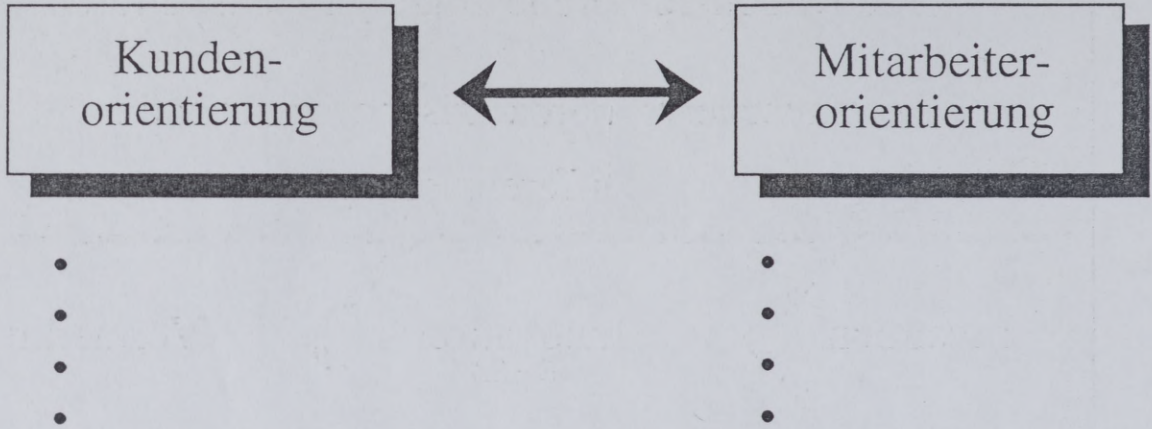 Kunden-
orientierung
Mitarbeiter-
orientierung
•
•
•
•
•
•
•
•